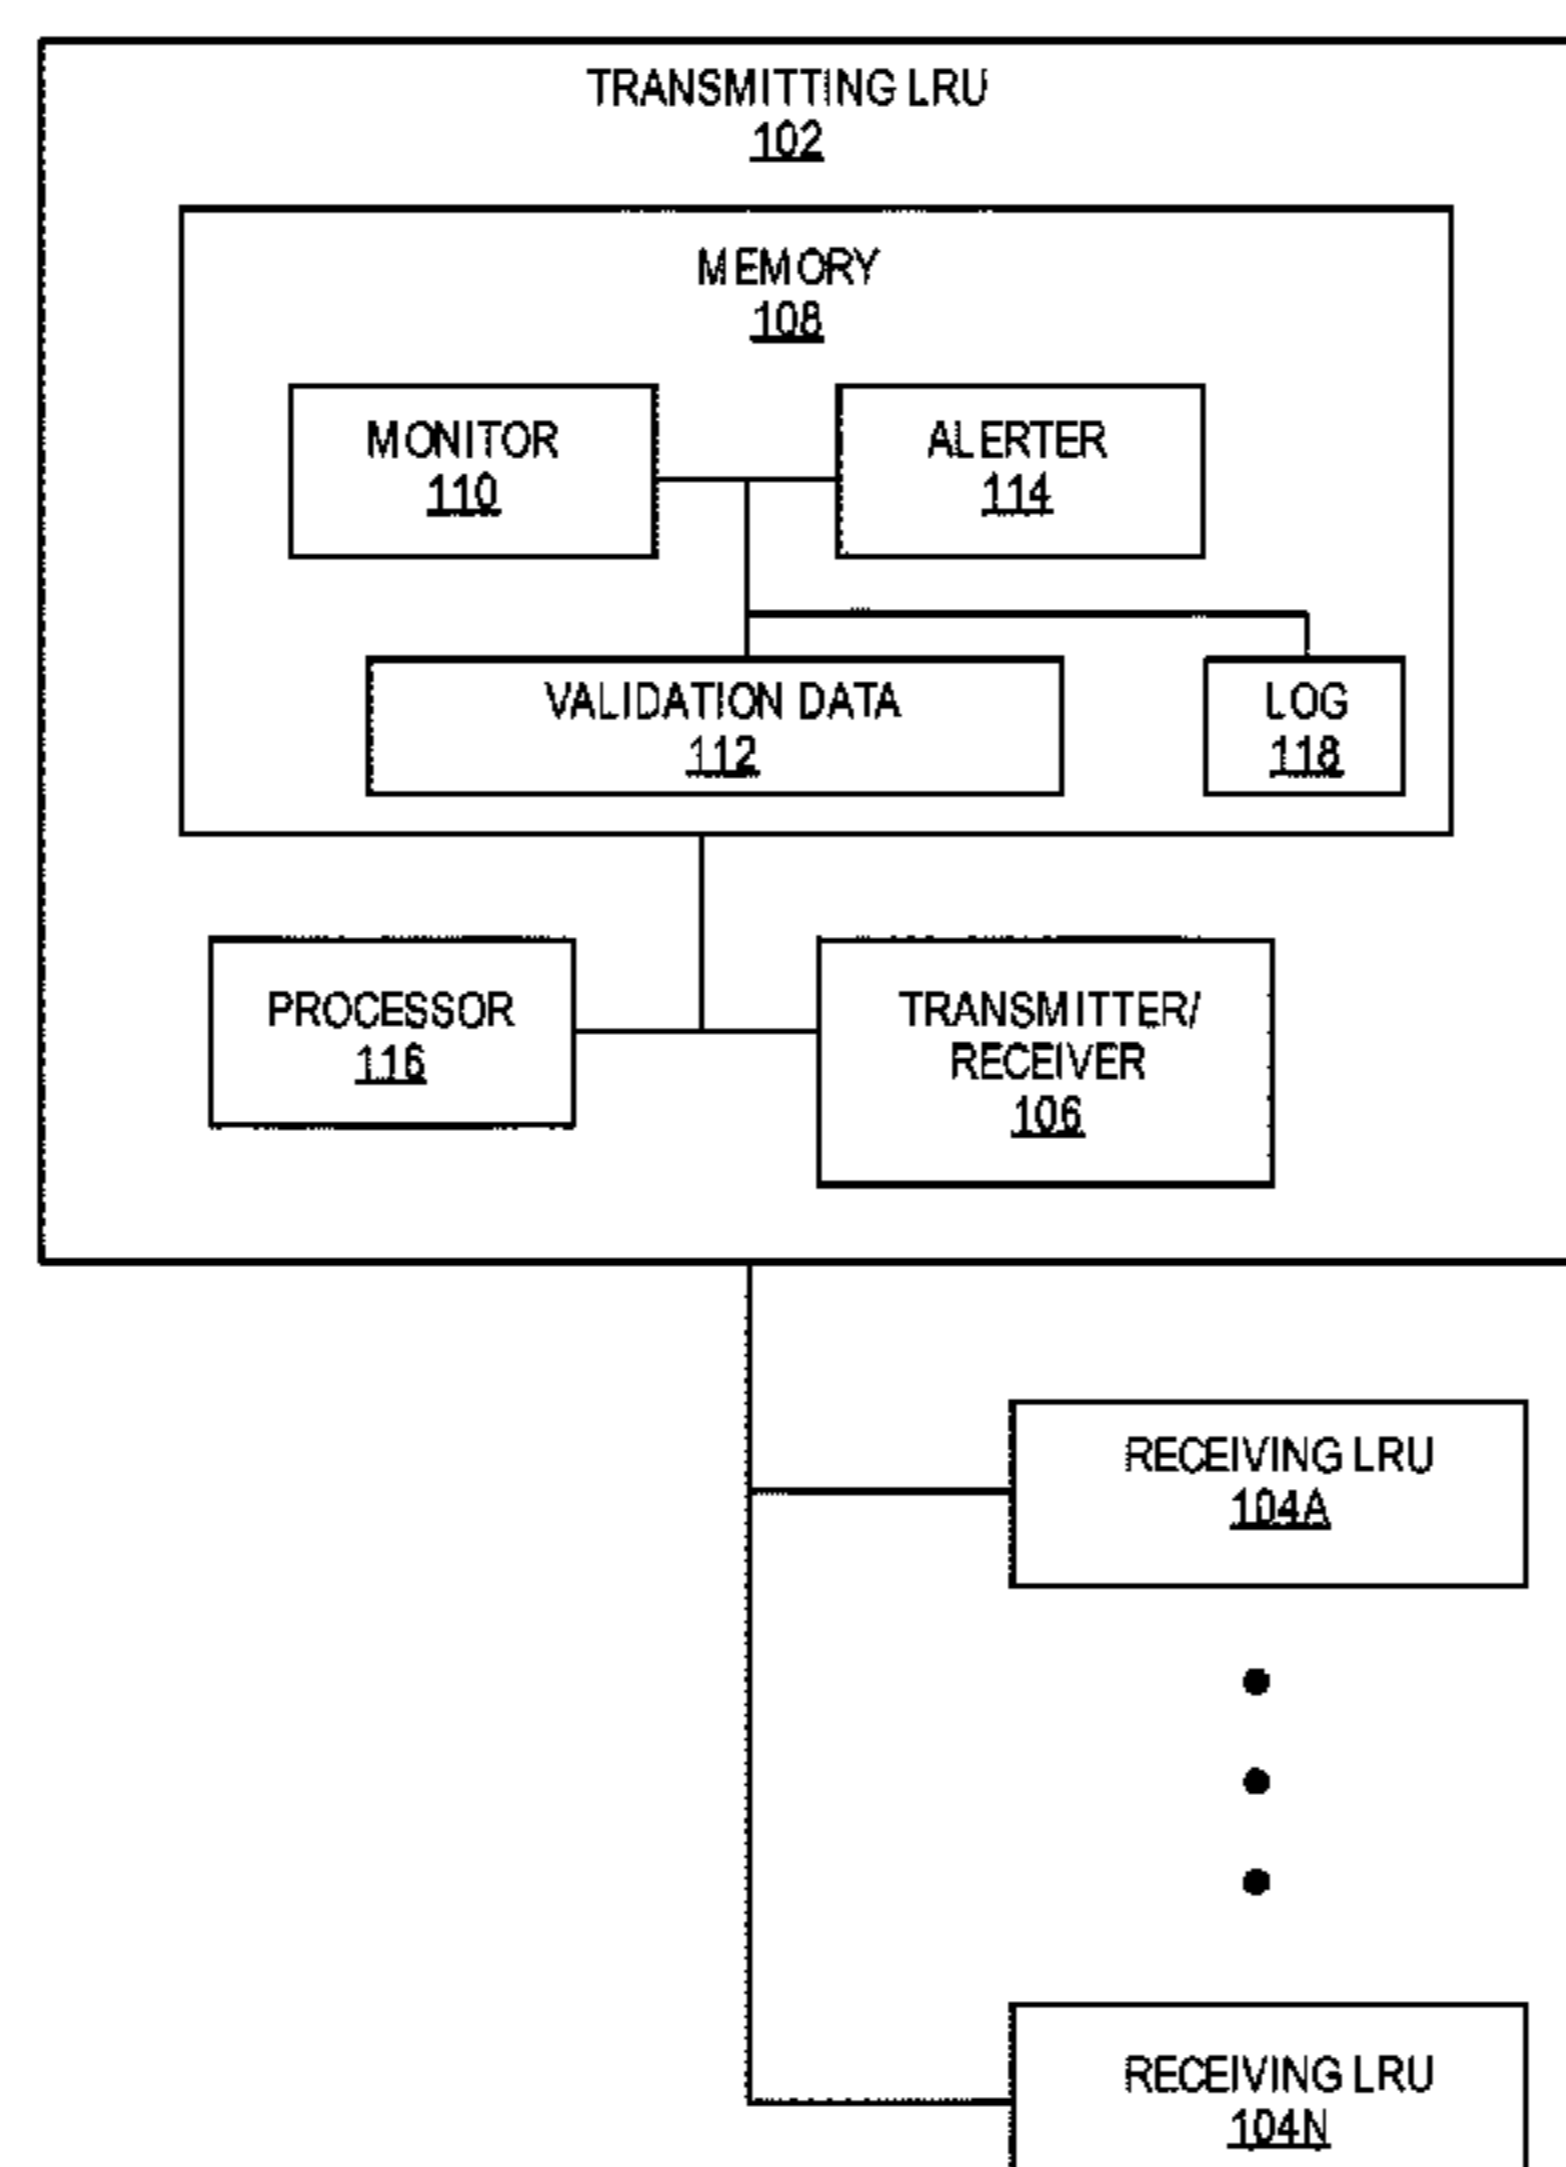 TRANSMITTING LRU
102
MEMORY
108
MONITOR
110
ALERTER
114
VALIDATION DATA
112
LOG
118
PROCESSOR
116
TRANSMITTER/
RECEIVER
106
RECEIVING LRU
104A
RECEIVING LRU
104N